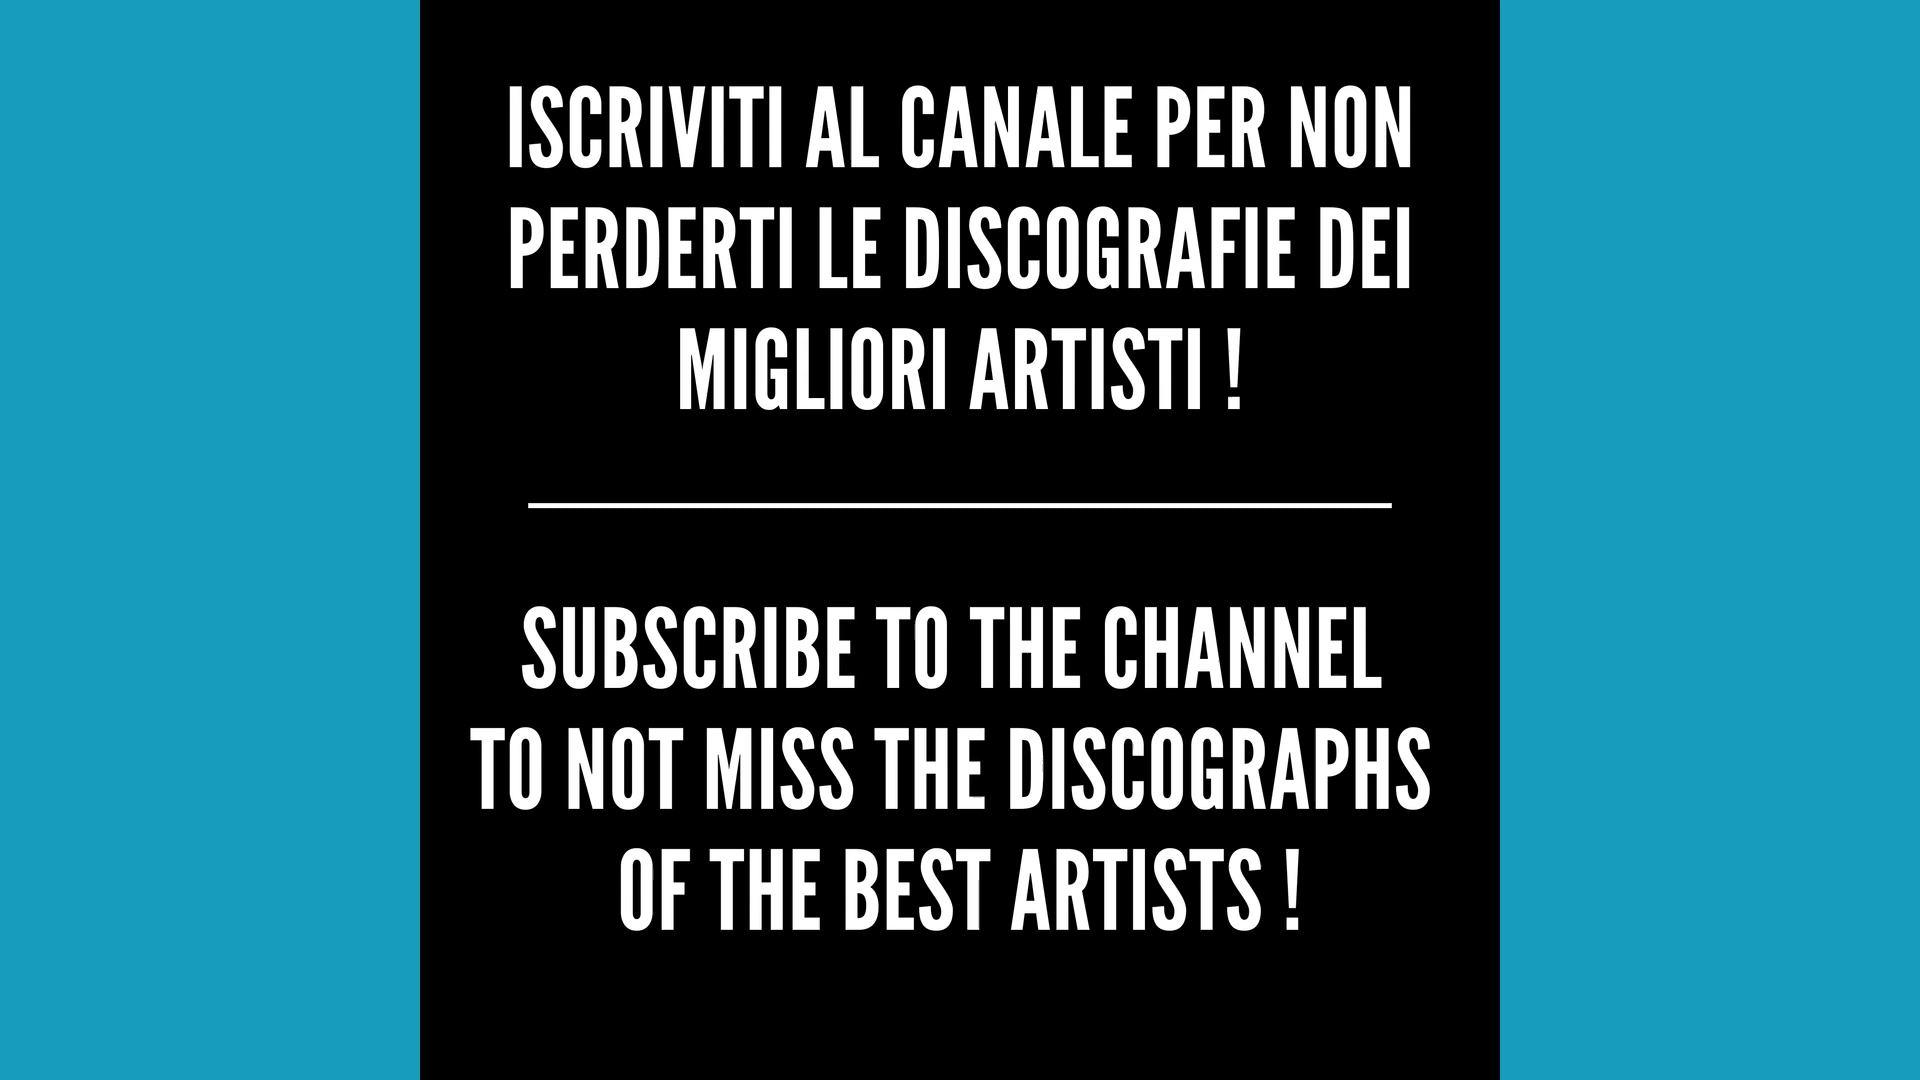 ISCRIVITI AL CANALE PER NON
PERDERTI LE DISCOGRAFIE DEI
MIGLIORI ARTISTI !
SUBSCRIBE TO THE CHANNEL
TO NOT MISS THE DISCOGRAPHS
OF THE BEST ARTISTS !